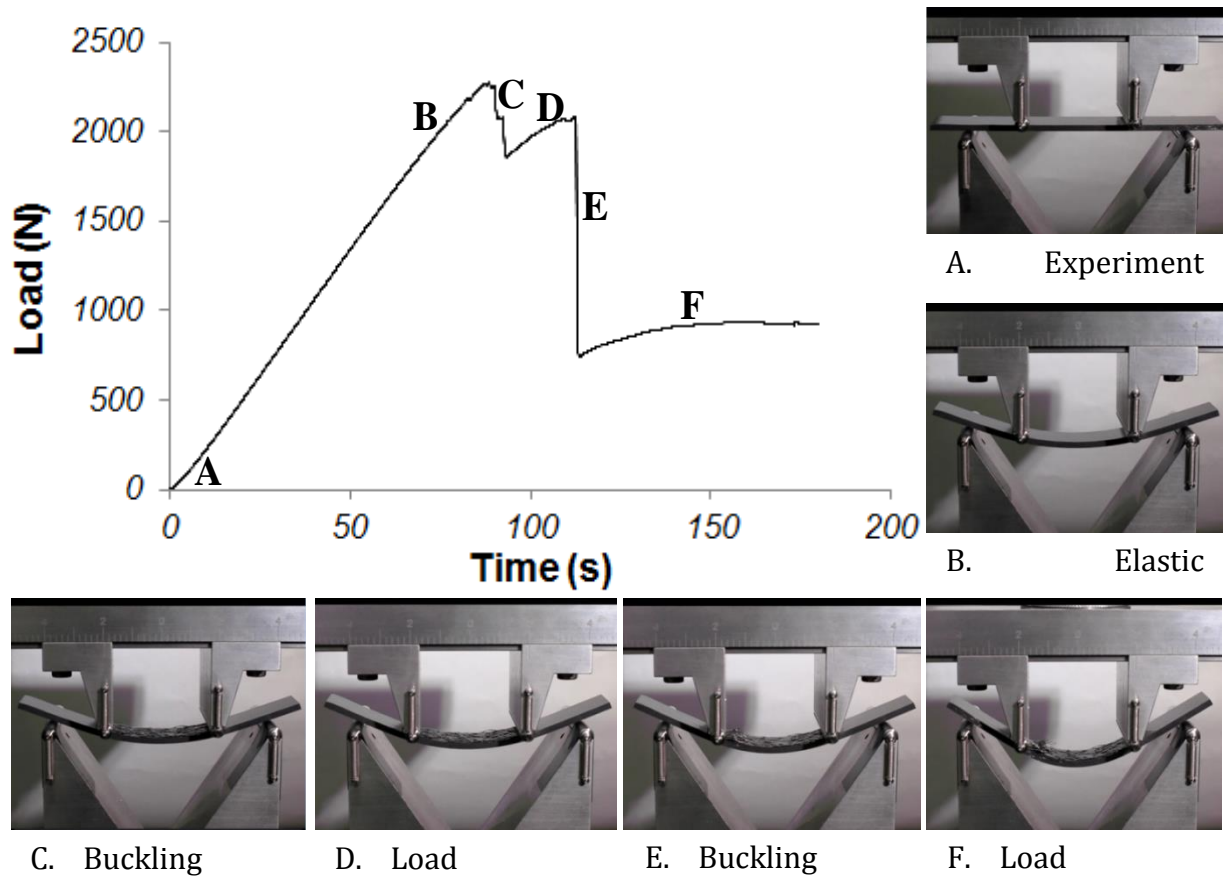 2500
2000
1500
1000
500
0
Load (N)
0 50 100 150 200
Time (s)
A
B
C
D
E
F
A. Experiment
B. Elastic
C. Buckling
D. Load
E. Buckling
F. Load